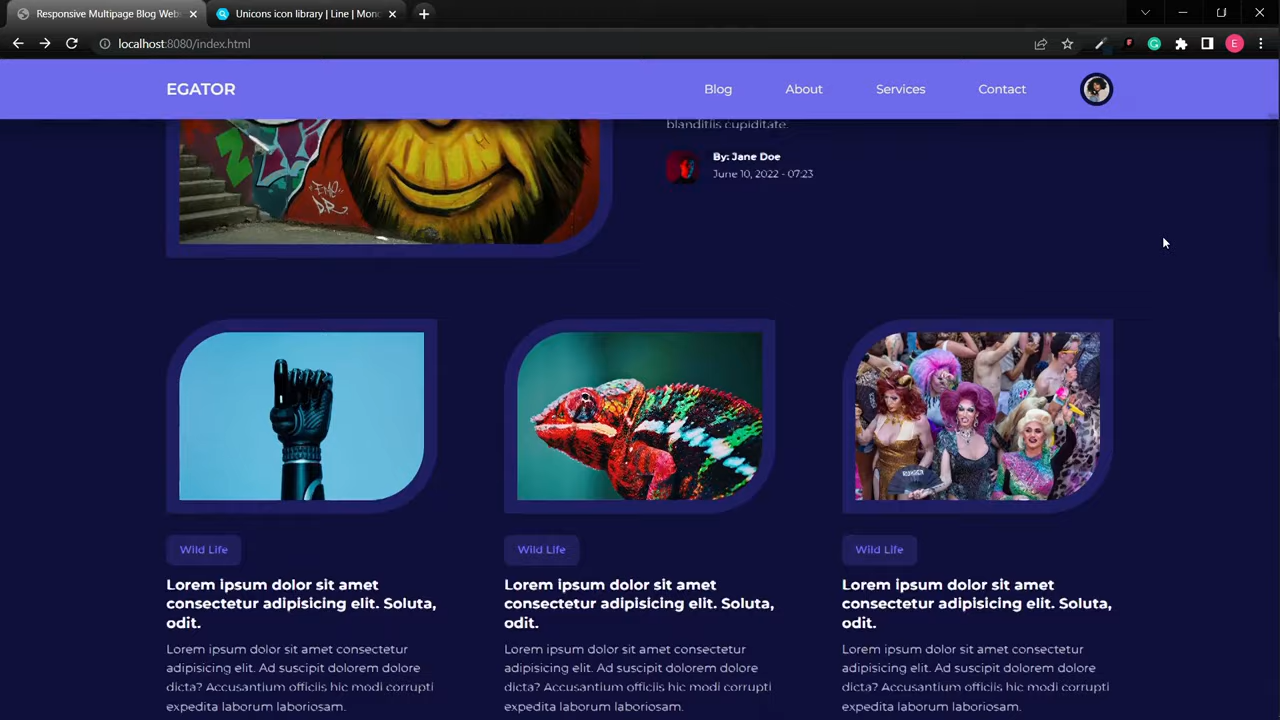 Responsive Multipage Blog Webs
Unicons icon library | Line | Mono
localhost:8080/index.html
E
EGATOR
Blog
About
Services
Contact
blanditiis cupiditate.
By: Jane Doe
June 10, 2022 - 07:23
Wild Life
Lorem ipsum dolor sit amet
consectetur adipisicing elit. Soluta,
odit.
Lorem ipsum dolor sit amet consectetur
adipisicing elit. Ad suscipit dolorem dolore
dicta? Accusantium officiis hic modi corrupti
expedita laborum laboriosam.
Wild Life
Lorem ipsum dolor sit amet
consectetur adipisicing elit. Soluta,
odit.
Lorem ipsum dolor sit amet consectetur
adipisicing elit. Ad suscipit dolorem dolore
dicta? Accusantium officiis hic modi corrupti
expedita laborum laboriosam.
Wild Life
Lorem ipsum dolor sit amet
consectetur adipisicing elit. Soluta,
odit.
Lorem ipsum dolor sit amet consectetur
adipisicing elit. Ad suscipit dolorem dolore
dicta? Accusantium officiis hic modi corrupti
expedita laborum laboriosam.